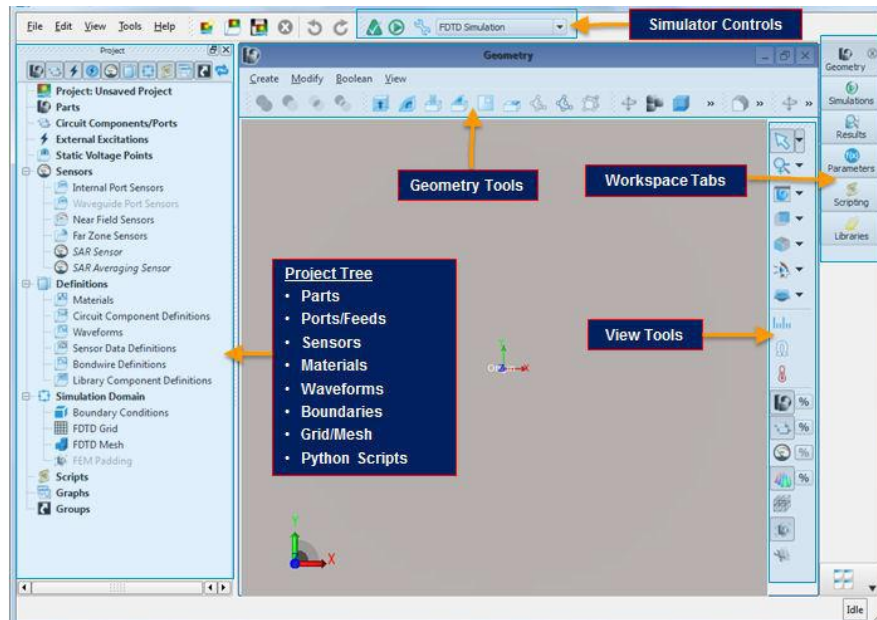 File Edit View Tools Help
FDTD Simulation
Simulator Controls
Project
Project: Unsaved Project
Parts
Circuit Components/Ports
External Excitations
Static Voltage Points
Sensors
Internal Port Sensors
Waveguide Port Sensors
Near Field Sensors
Far Zone Sensors
SAR Sensor
SAR Averaging Sensor
Definitions
Materials
Circuit Component Definitions
Waveforms
Sensor Data Definitions
Bondwire Definitions
Library Component Definitions
Simulation Domain
Boundary Conditions
FDTD Grid
FDTD Mesh
FEM Padding
Scripts
Graphs
Groups
Geometry
Create Modify Boolean View
Geometry Tools
Workspace Tabs
Project Tree
• Parts
• Ports/Feeds
• Sensors
• Materials
• Waveforms
• Boundaries
• Grid/Mesh
• Python Scripts
View Tools
Y
X
%
%
%
%
Geometry
Simulations
Results
f(x)
Parameters
Scripting
Libraries
Idle